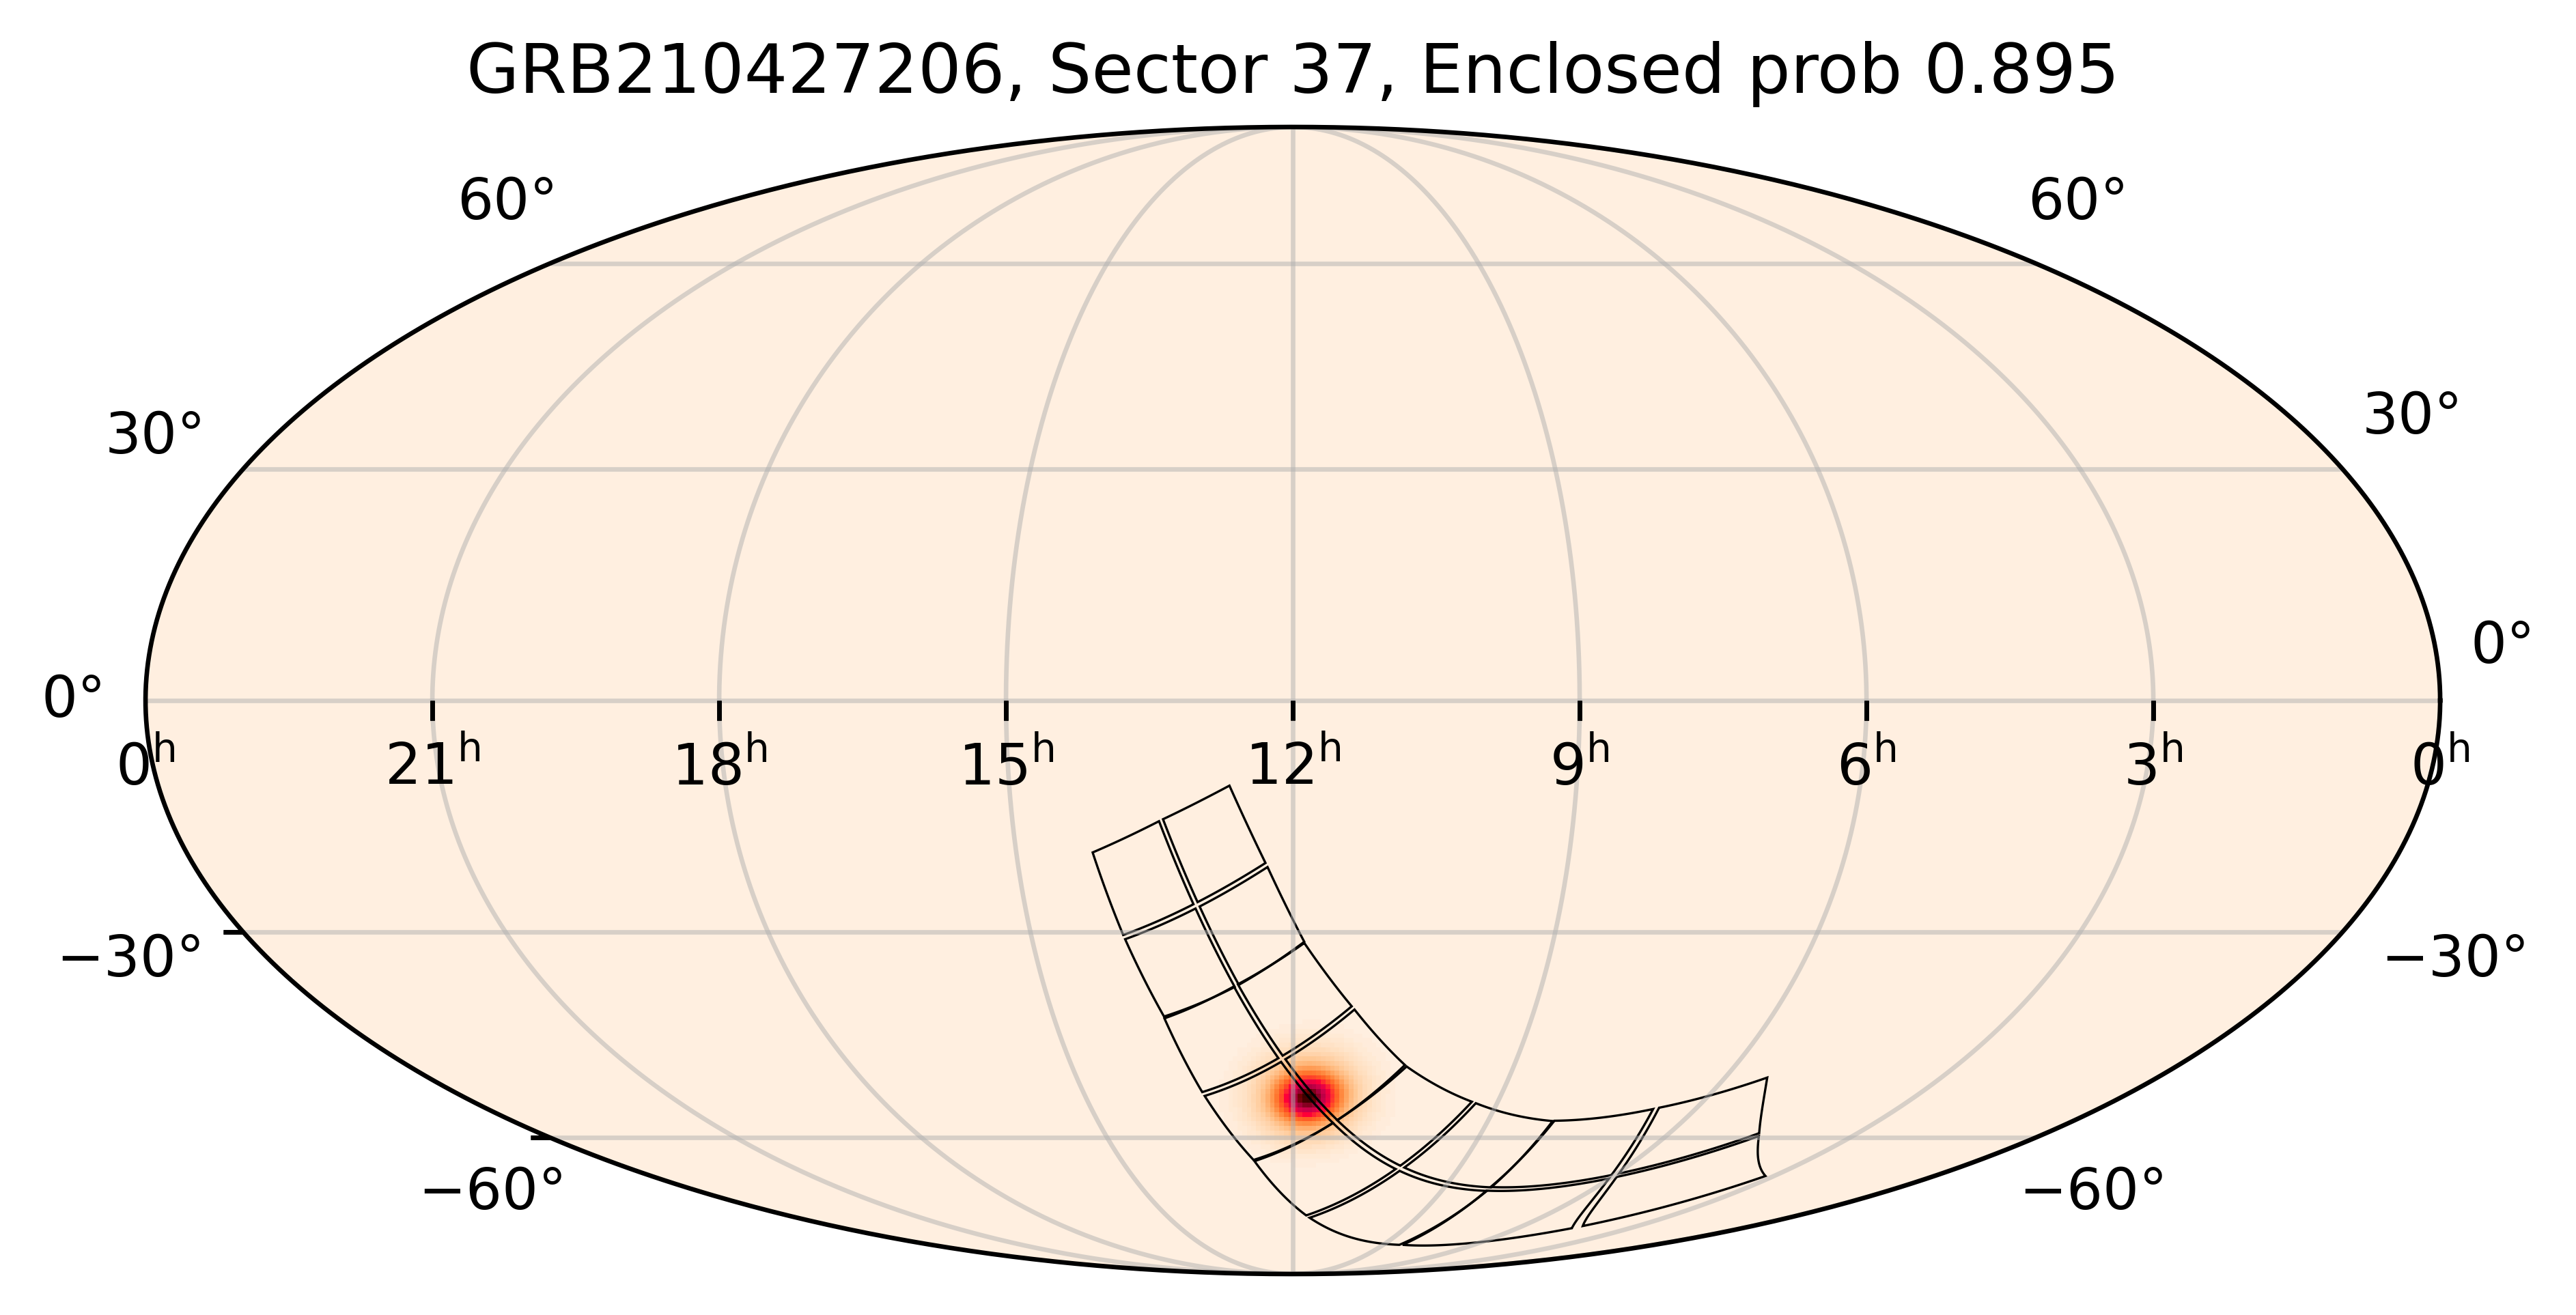 GRB210427206, Sector 37, Enclosed prob 0.895
60° 60°
30° 30°
0° 0°
0ʰ 21ʰ 18ʰ 15ʰ 12ʰ 9ʰ 6ʰ 3ʰ 0ʰ
−30° −30°
−60° −60°